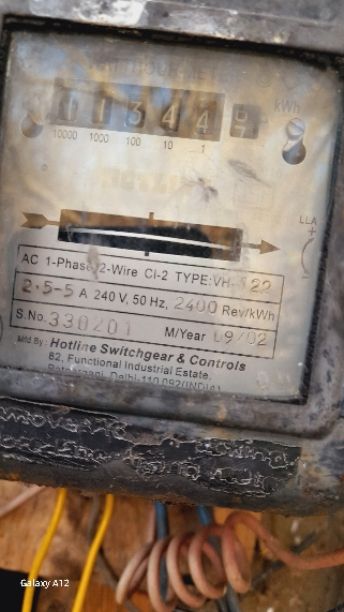 kWh
0 1 3 4 4
10000 1000 100 10 1
LLA
AC 1-Phase 2-Wire Cl-2 TYPE:VH- 22
2·5-5 A 240 V, 50 Hz, 2400 Rev/kWh
S.No. 330201 M/Year 09/02
Mfd By: Hotline Switchgear & Controls
62, Functional Industrial Estate,
Delhi-110 092(INDIA)
Galaxy A12